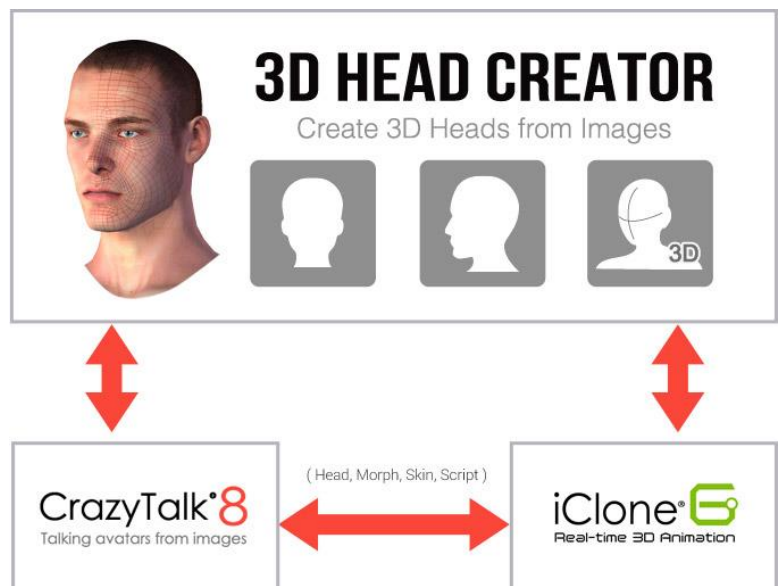 3D HEAD CREATOR
Create 3D Heads from Images
3D
( Head, Morph, Skin, Script )
CrazyTalk® 8
Talking avatars from images
iClone® 6
Real-time 3D Animation